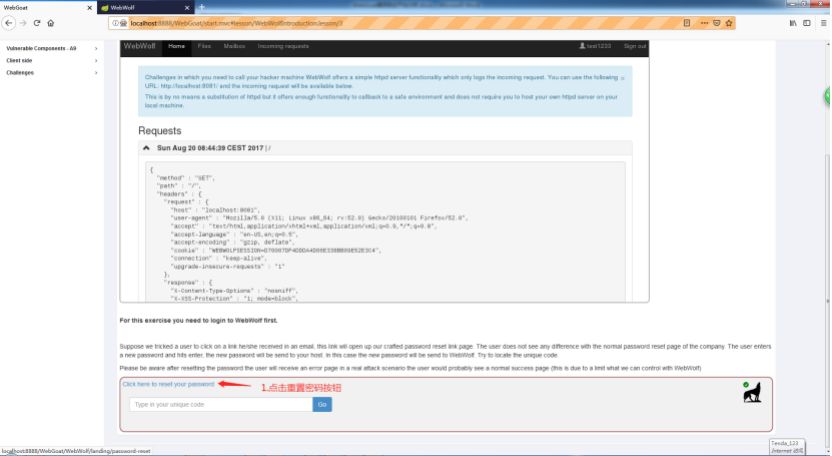 WebGoat
WebWolf
localhost:8888/WebGoat/start.mvc#lesson/WebWolfIntroduction.lesson/3
Vulnerable Components - A9
Client side
Challenges
WebWolf Home Files Mailbox Incoming requests test1233 Sign out
Challenges in which you need to call your hacker machine WebWolf offers a simple httpd server functionality which only logs the incoming request. You can use the following
URL: http://localhost:9081/ and the incoming request will be available below.
This is by no means a substitution of httpd but it offers enough functionality to callback to a safe environment and does not require you to host your own httpd server on your
local machine.
Requests
Sun Aug 20 08:44:39 CEST 2017 | /
{
"method" : "GET",
"path" : "/",
"headers" : {
"request" : {
"host" : "localhost:9081",
"user-agent" : "Mozilla/5.0 (X11; Linux x86_64; rv:52.0) Gecko/20100101 Firefox/52.0",
"accept" : "text/html,application/xhtml+xml,application/xml;q=0.9,*/*;q=0.8",
"accept-language" : "en-US,en;q=0.5",
"accept-encoding" : "gzip, deflate",
"connection" : "keep-alive",
"upgrade-insecure-requests" : "1"
},
"response" : {
"X-Content-Type-Options" : "nosniff",
"X-XSS-Protection" : "1; mode=block",
For this exercise you need to login to WebWolf first.
Suppose we tricked a user to click on a link he/she received in an email, this link will open up our crafted password reset link page. The user does not see any difference with the normal password reset page of the company. The user enters
a new password and hits enter, the new password will be send to your host. In this case the new password will be send to WebWolf. Try to locate the unique code.
Please be aware after resetting the password the user will receive an error page in a real attack scenario the user would probably see a normal success page (this is due to a limit what we can control with WebWolf)
Click here to reset your password
1.点击重置密码按钮
Type in your unique code
Go
localhost:8888/WebGoat/WebWolf/landing/password-reset
Tenda_123
Internet 访问